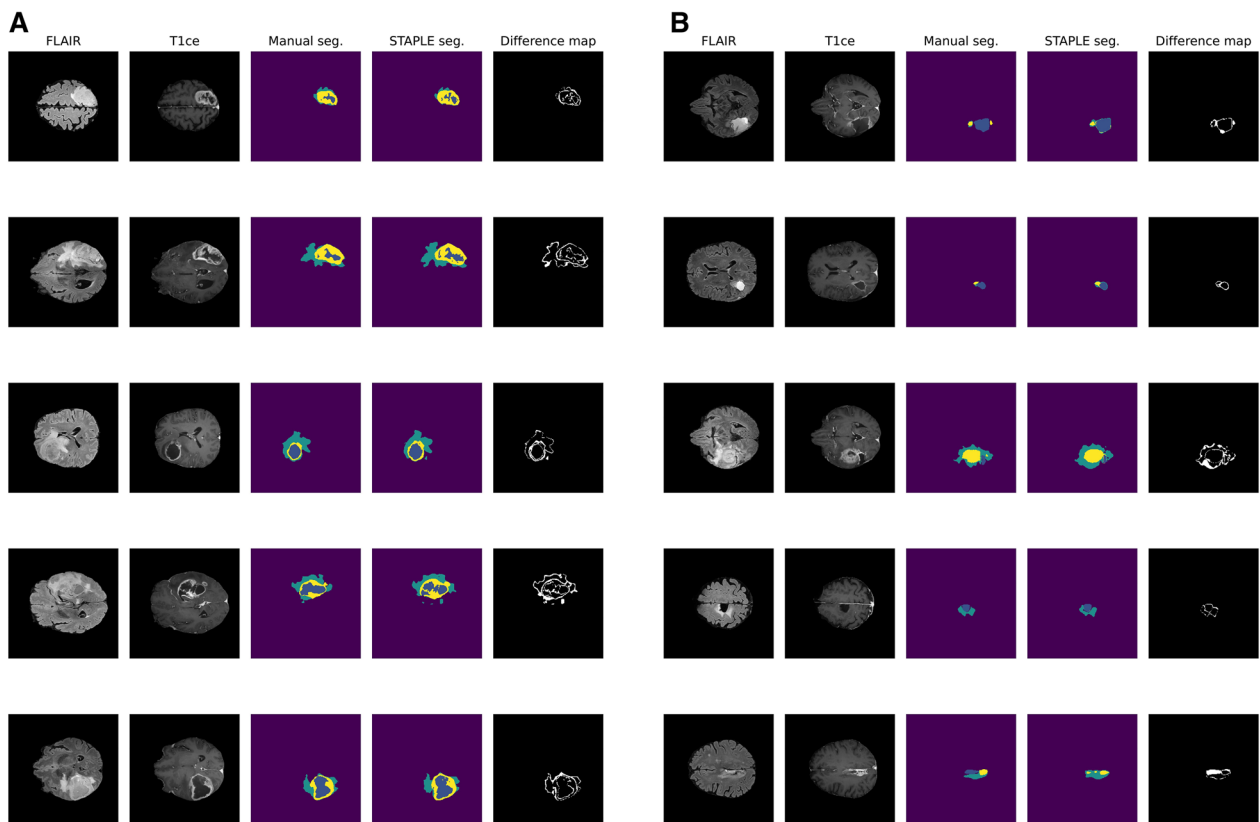 A
FLAIR T1ce Manual seg. STAPLE seg. Difference map
B
FLAIR T1ce Manual seg. STAPLE seg. Difference map